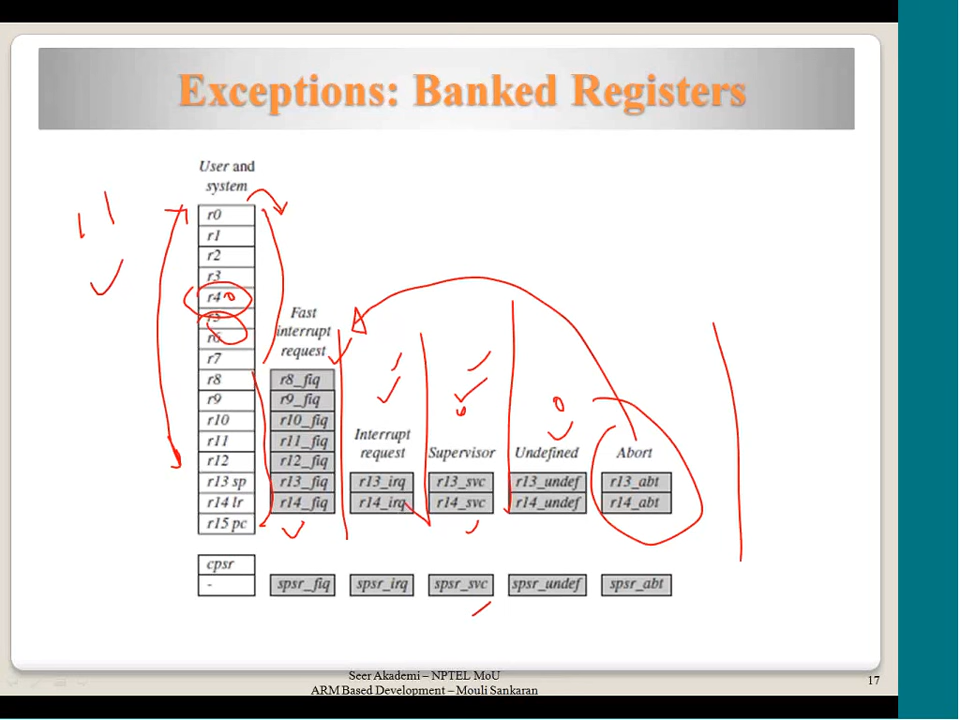 Exceptions: Banked Registers
User and
system
r0
r1
r2
r3
r4
r5
r6
r7
r8
r9
r10
r11
r12
r13 sp
r14 lr
r15 pc
cpsr
-
Fast
interrupt
request
r8_fiq
r9_fiq
r10_fiq
r11_fiq
r12_fiq
r13_fiq
r14_fiq
spsr_fiq
Interrupt
request
r13_irq
r14_irq
spsr_irq
Supervisor
r13_svc
r14_svc
spsr_svc
Undefined
r13_undef
r14_undef
spsr_undef
Abort
r13_abt
r14_abt
spsr_abt
Seer Akademi – NPTEL MoU
ARM Based Development – Mouli Sankaran
17